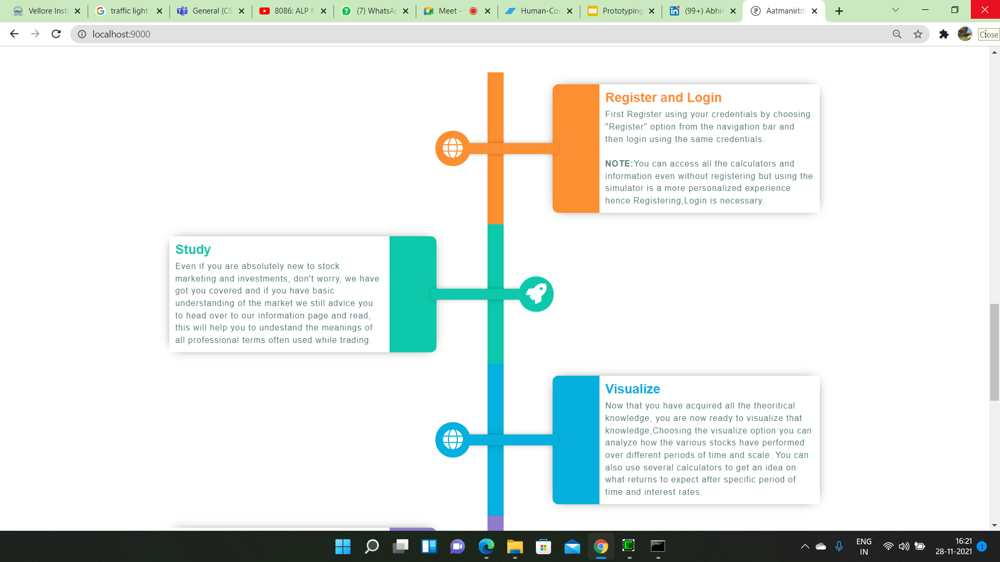 Vellore Insti
traffic light
General (CS
8086: ALP fo
(7) WhatsAp
Meet -
Human-Con
Prototyping
(99+) Abhin
Aatmanirbh
localhost:9000
Close
Register and Login
First Register using your credentials by choosing
"Register" option from the navigation bar and
then login using the same credentials.
NOTE:You can access all the calculators and
information even without registering but using the
simulator is a more personalized experience
hence Registering,Login is necessary.
Study
Even if you are absolutely new to stock
marketing and investments, don't worry, we have
got you covered and if you have basic
understanding of the market we still advice you
to head over to our information page and read,
this will help you to undestand the meanings of
all professional terms often used while trading.
Visualize
Now that you have acquired all the theoritical
knowledge, you are now ready to visualize that
knowledge,Choosing the visualize option you can
analyze how the various stocks have performed
over different periods of time and scale. You can
also use several calculators to get an idea on
what returns to expect after specific period of
time and interest rates.
ENG
IN
16:21
28-11-2021
1